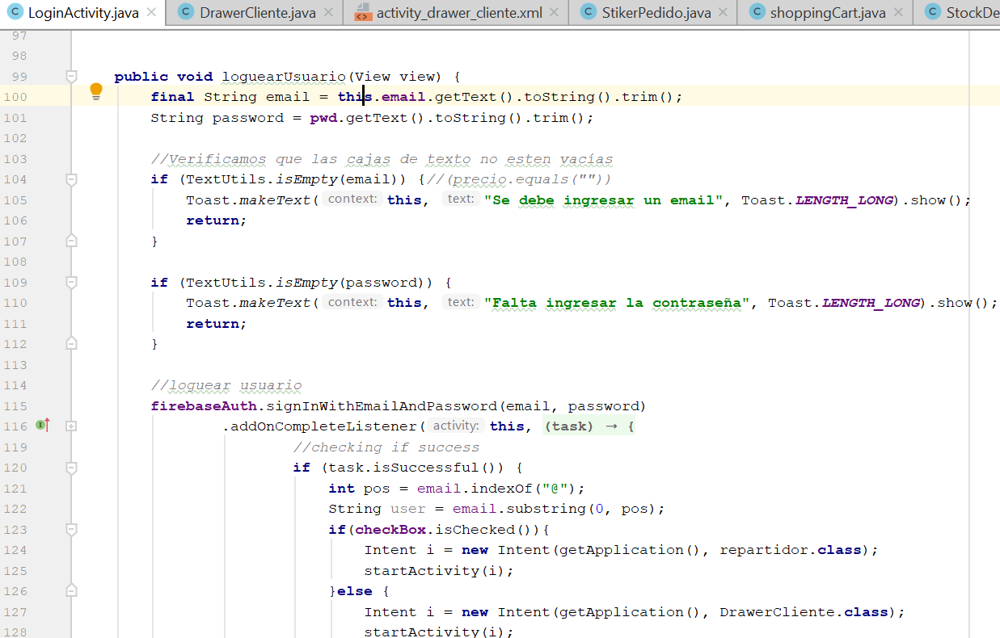 LoginActivity.java × DrawerCliente.java × activity_drawer_cliente.xml × StikerPedido.java × shoppingCart.java × StockDe
97
98
99 public void loguearUsuario(View view) {
100 final String email = this.email.getText().toString().trim();
101 String password = pwd.getText().toString().trim();
102
103 //Verificamos que las cajas de texto no esten vacías
104 if (TextUtils.isEmpty(email)) {//(precio.equals(""))
105 Toast.makeText( context: this, text: "Se debe ingresar un email", Toast.LENGTH_LONG).show();
106 return;
107 }
108
109 if (TextUtils.isEmpty(password)) {
110 Toast.makeText( context: this, text: "Falta ingresar la contraseña", Toast.LENGTH_LONG).show();
111 return;
112 }
113
114 //loguear usuario
115 firebaseAuth.signInWithEmailAndPassword(email, password)
116 .addOnCompleteListener( activity: this, (task) → {
119 //checking if success
120 if (task.isSuccessful()) {
121 int pos = email.indexOf("@");
122 String user = email.substring(0, pos);
123 if(checkBox.isChecked()){
124 Intent i = new Intent(getApplication(), repartidor.class);
125 startActivity(i);
126 }else {
127 Intent i = new Intent(getApplication(), DrawerCliente.class);
128 startActivity(i);